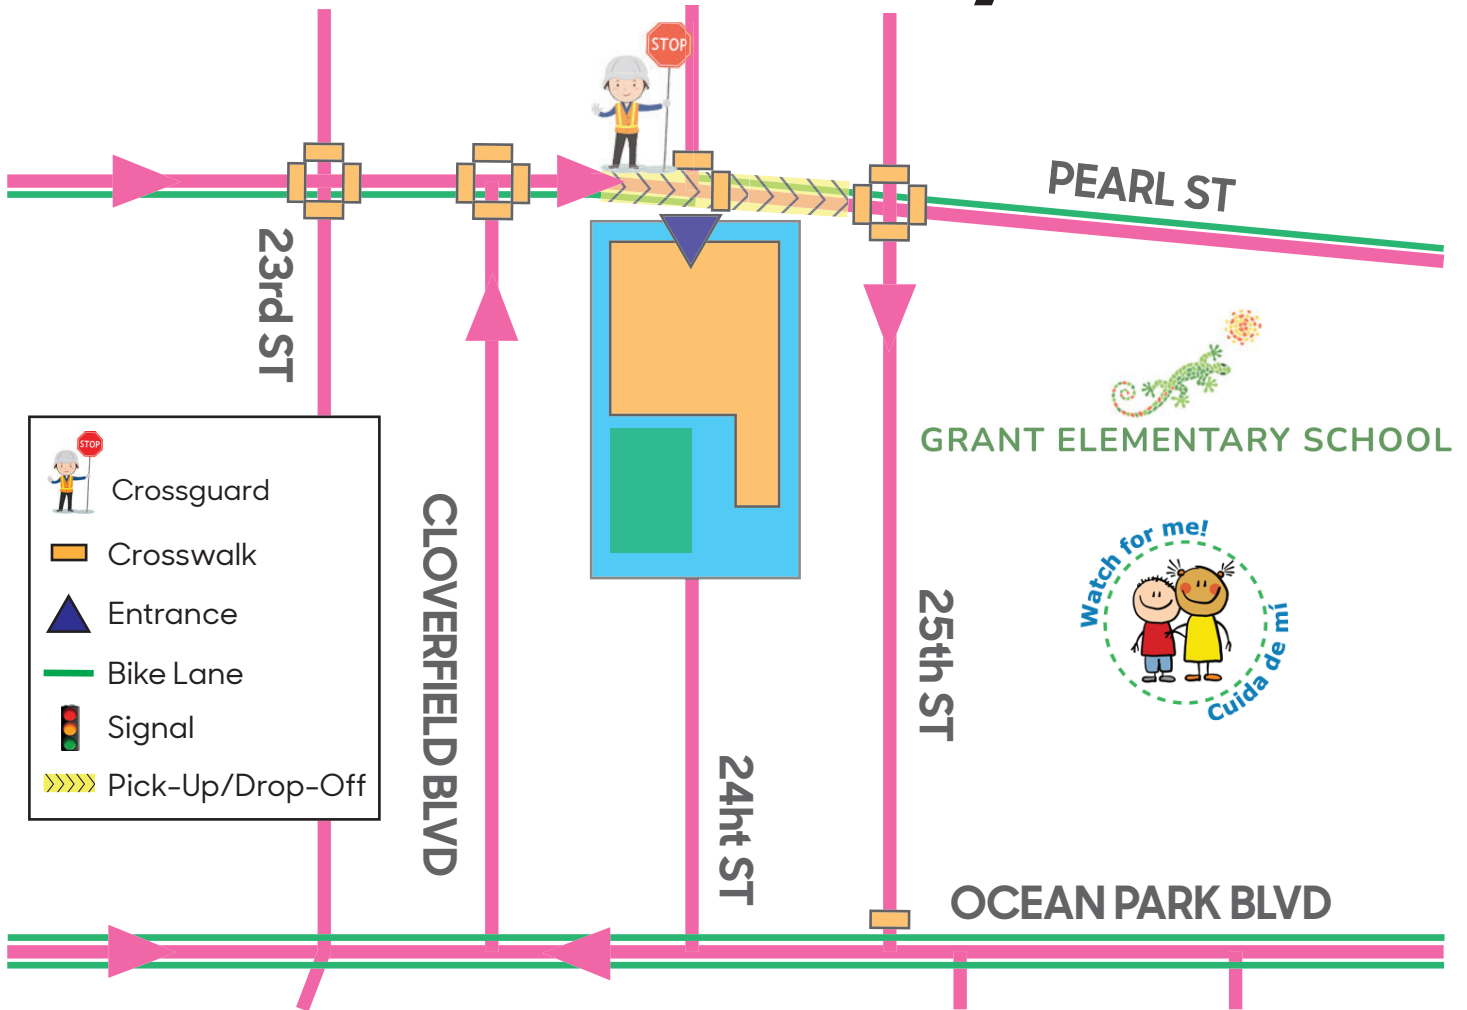 STOP
PEARL ST
23rd ST
CLOVERFIELD BLVD
24ht ST
25th ST
OCEAN PARK BLVD
GRANT ELEMENTARY SCHOOL
Watch for me!
Cuida de mí
STOP
Crossguard
Crosswalk
Entrance
Bike Lane
Signal
Pick-Up/Drop-Off